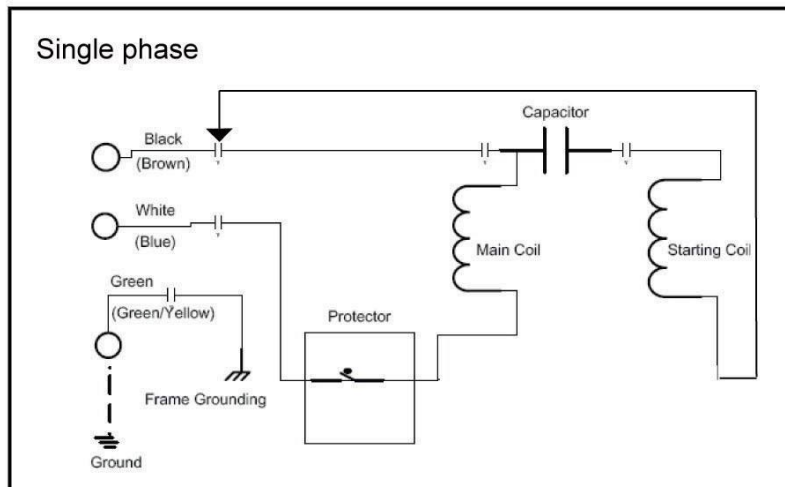 Single phase
Capacitor
Black
(Brown)
White
(Blue)
Main Coil
Starting Coil
Green
(Green/Yellow)
Protector
Frame Grounding
Ground